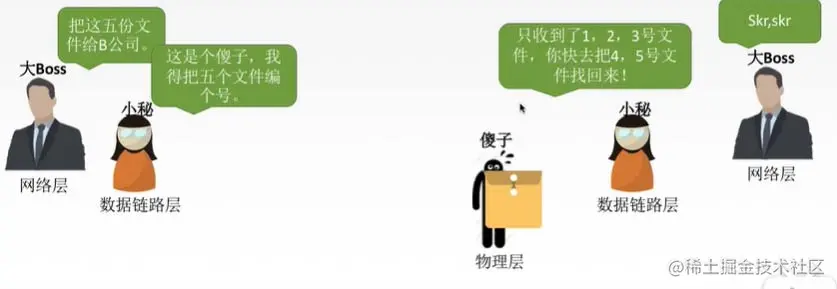 把这五份文
件给B公司。
大Boss
这是个傻子，我
得把五个文件编
个号。
小秘
网络层
数据链路层
只收到了1，2，3号文
件，你快去把4，5号文
件找回来！
Skr,skr
大Boss
小秘
傻子
网络层
数据链路层
物理层
@稀土掘金技术社区